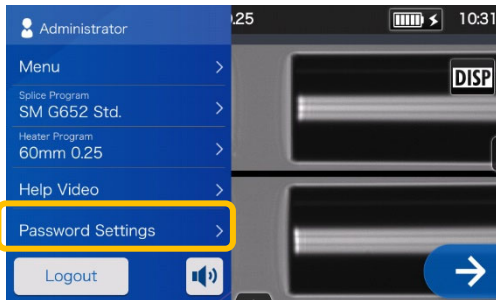 Administrator
.25
10:31
Menu
DISP
Splice Program
SM G652 Std.
Heater Program
60mm 0.25
Help Video
Password Settings
Logout